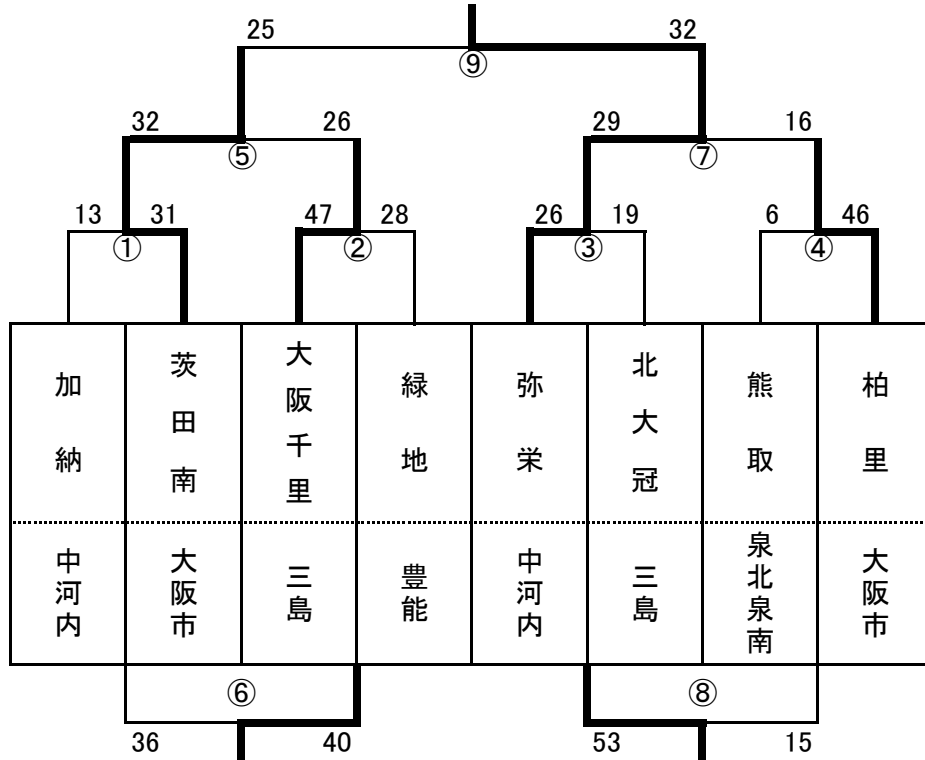 25 32
⑨
32 26 29 16
⑤ ⑦
13 31 47 28 26 19 6 46
① ② ③ ④
加納 茨田南 大阪千里 緑地 弥栄 北大冠 熊取 柏里
中河内 大阪市 三島 豊能 中河内 三島 泉北泉南 大阪市
⑥ ⑧
36 40 53 15